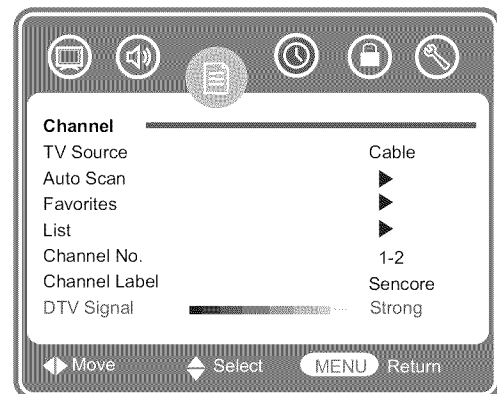 Channel
TV Source Cable
Auto Scan
Favorites
List
Channel No. 1-2
Channel Label Sencore
DTV Signal Strong
Move Select MENU Return